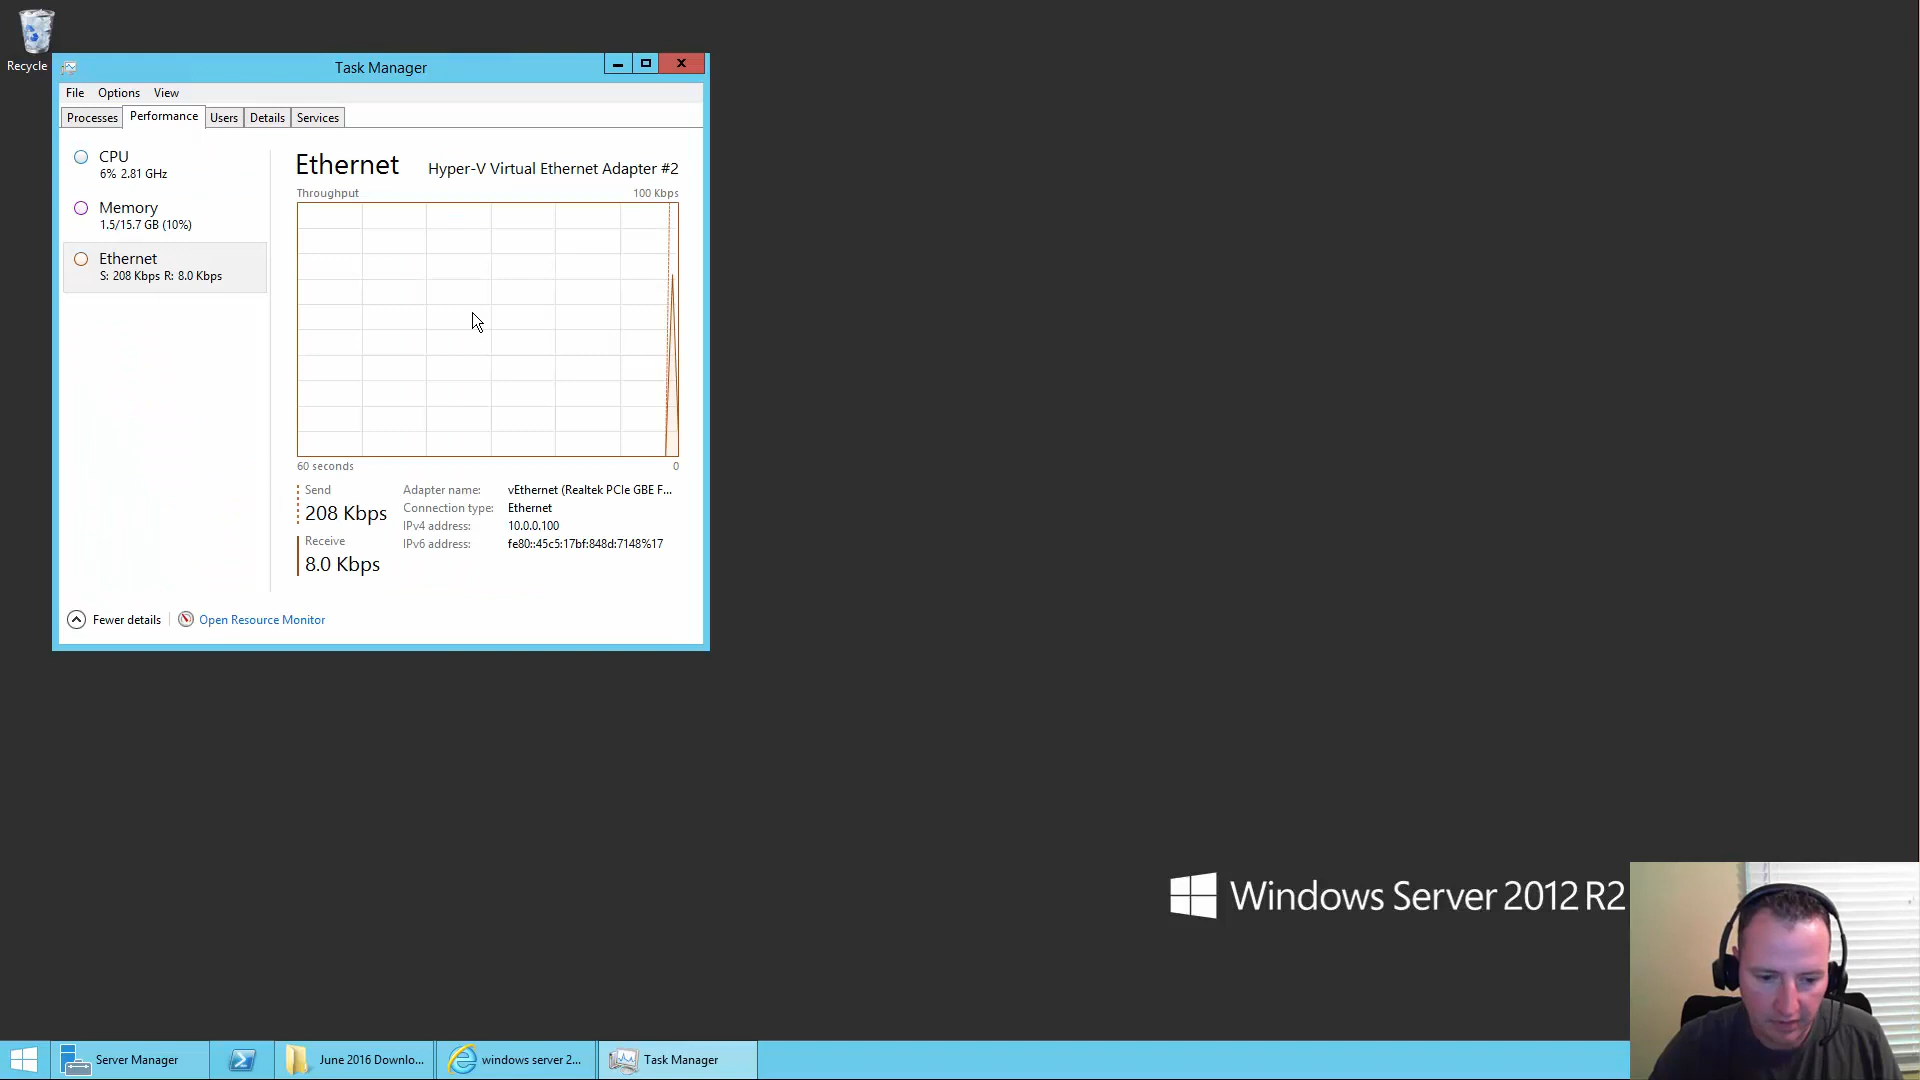 Recycle
Task Manager
File Options View
Processes Performance Users Details Services
CPU
6% 2.81 GHz
Memory
1.5/15.7 GB (10%)
Ethernet
S: 208 Kbps R: 8.0 Kbps
Ethernet Hyper-V Virtual Ethernet Adapter #2
Throughput 100 Kbps
60 seconds 0
Send
208 Kbps
Receive
8.0 Kbps
Adapter name: vEthernet (Realtek PCIe GBE F...
Connection type: Ethernet
IPv4 address: 10.0.0.100
IPv6 address: fe80::45c5:17bf:848d:7148%17
Fewer details Open Resource Monitor
Windows Server 2012 R2
Server Manager June 2016 Downlo... windows server 2... Task Manager